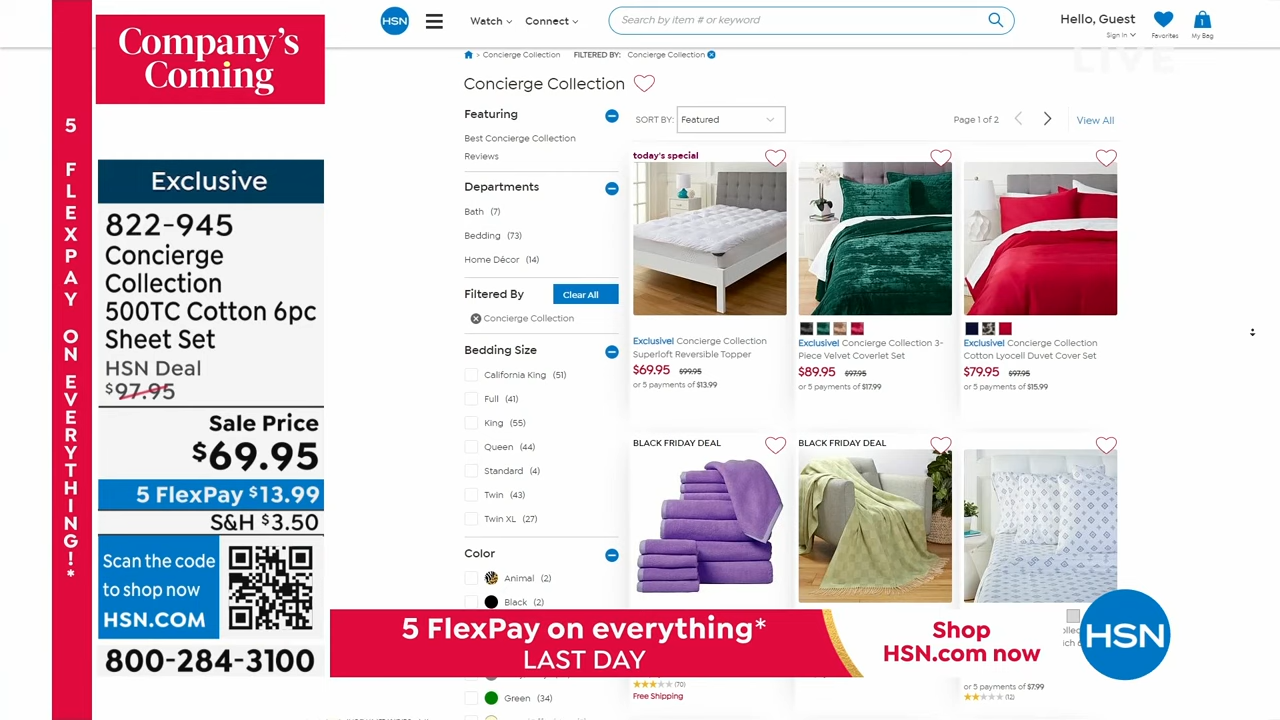 Company's
Coming
5 FLEXPAY ON EVERYTHING!*
Exclusive
822-945
Concierge
Collection
500TC Cotton 6pc
Sheet Set
HSN Deal
$97.95
Sale Price
$69.95
5 FlexPay $13.99
S&H $3.50
Scan the code
to shop now
HSN.COM
800-284-3100
HSN
Watch
Connect
Search by item # or keyword
Hello, Guest
Sign In
Favorites
1
My Bag
LIVE
> Concierge Collection FILTERED BY: Concierge Collection
Concierge Collection
Featuring
Best Concierge Collection
Reviews
Departments
Bath (7)
Bedding (73)
Home Décor (14)
Filtered By
Clear All
Concierge Collection
Bedding Size
California King (51)
Full (41)
King (55)
Queen (44)
Standard (4)
Twin (43)
Twin XL (27)
Color
Animal (2)
Black (2)
Green (34)
SORT BY: Featured
Page 1 of 2
View All
today's special
Exclusive! Concierge Collection
Superloft Reversible Topper
$69.95 $99.95
or 5 payments of $13.99
Exclusive! Concierge Collection 3-
Piece Velvet Coverlet Set
$89.95 $97.95
or 5 payments of $17.99
Exclusive! Concierge Collection
Cotton Lyocell Duvet Cover Set
$79.95 $97.95
or 5 payments of $15.99
BLACK FRIDAY DEAL
BLACK FRIDAY DEAL
(70)
Free Shipping
or 5 payments of $7.99
(12)
5 FlexPay on everything*
LAST DAY
Shop
HSN.com now
HSN